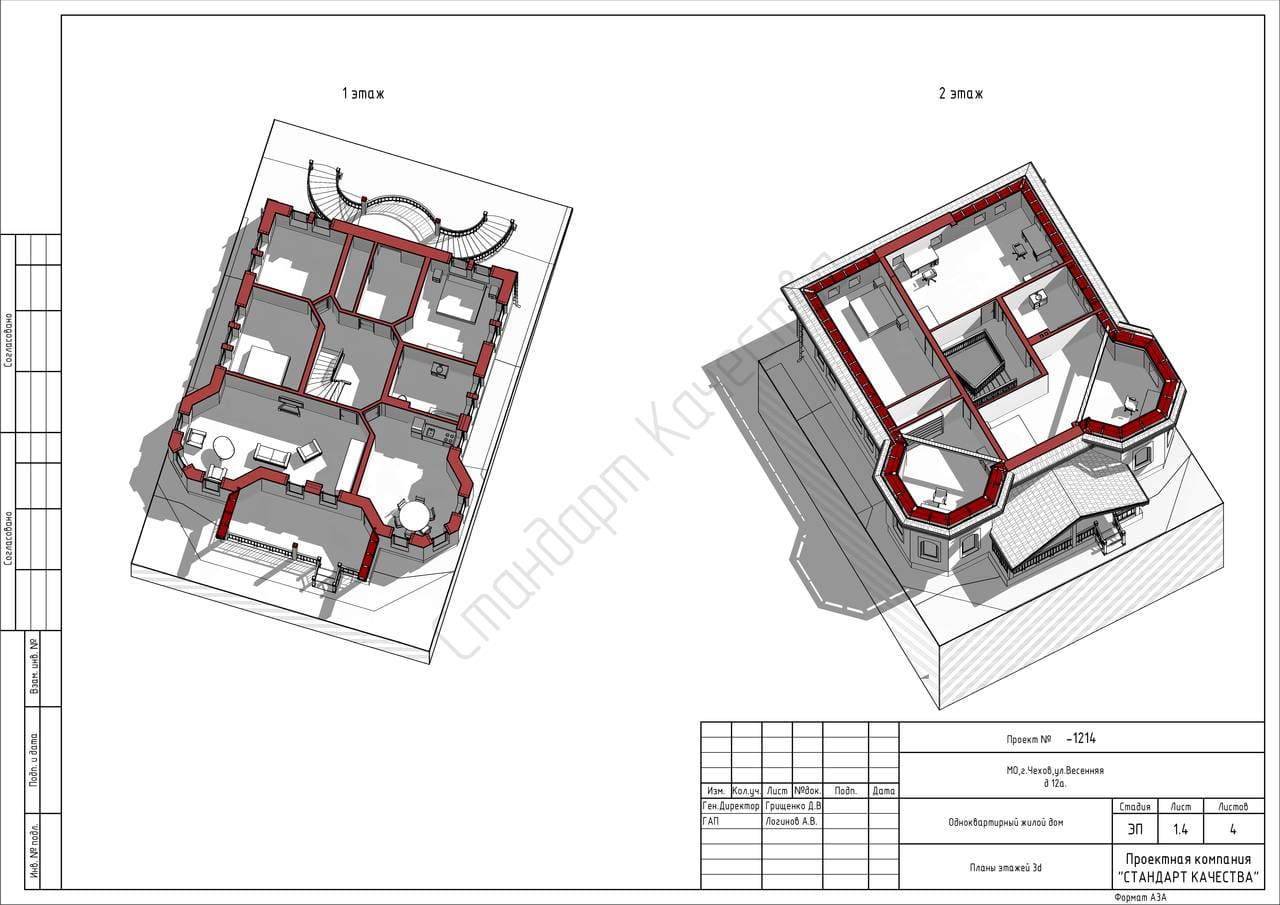 1 этаж
2 этаж
Стандарт Качества
Согласовано
Согласовано
Взам. инв. №
Подп. и дата
Инв. № подл.
Проект № -1214
МО,г.Чехов,ул.Весенняя
д 12а.
Изм. Кол.уч. Лист №док. Подп. Дата
Ген.Директор Грищенко Д.В
ГАП Логинов А.В.
Одноквартирный жилой дом
Стадия Лист Листов
ЭП 1.4 4
Планы этажей 3d
Проектная компания
"СТАНДАРТ КАЧЕСТВА"
Формат А3А